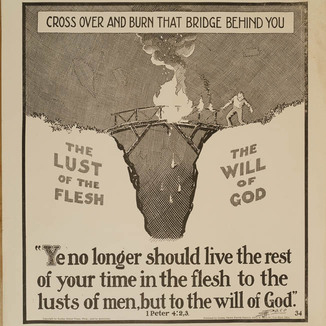 CROSS OVER AND BURN THAT BRIDGE BEHIND YOU
THE
LUST
OF THE
FLESH
THE
WILL
OF
GOD
"Ye no longer should live the rest
of your time in the flesh to the
lusts of men, but to the will of God."
1 Peter 4:2,3.
34